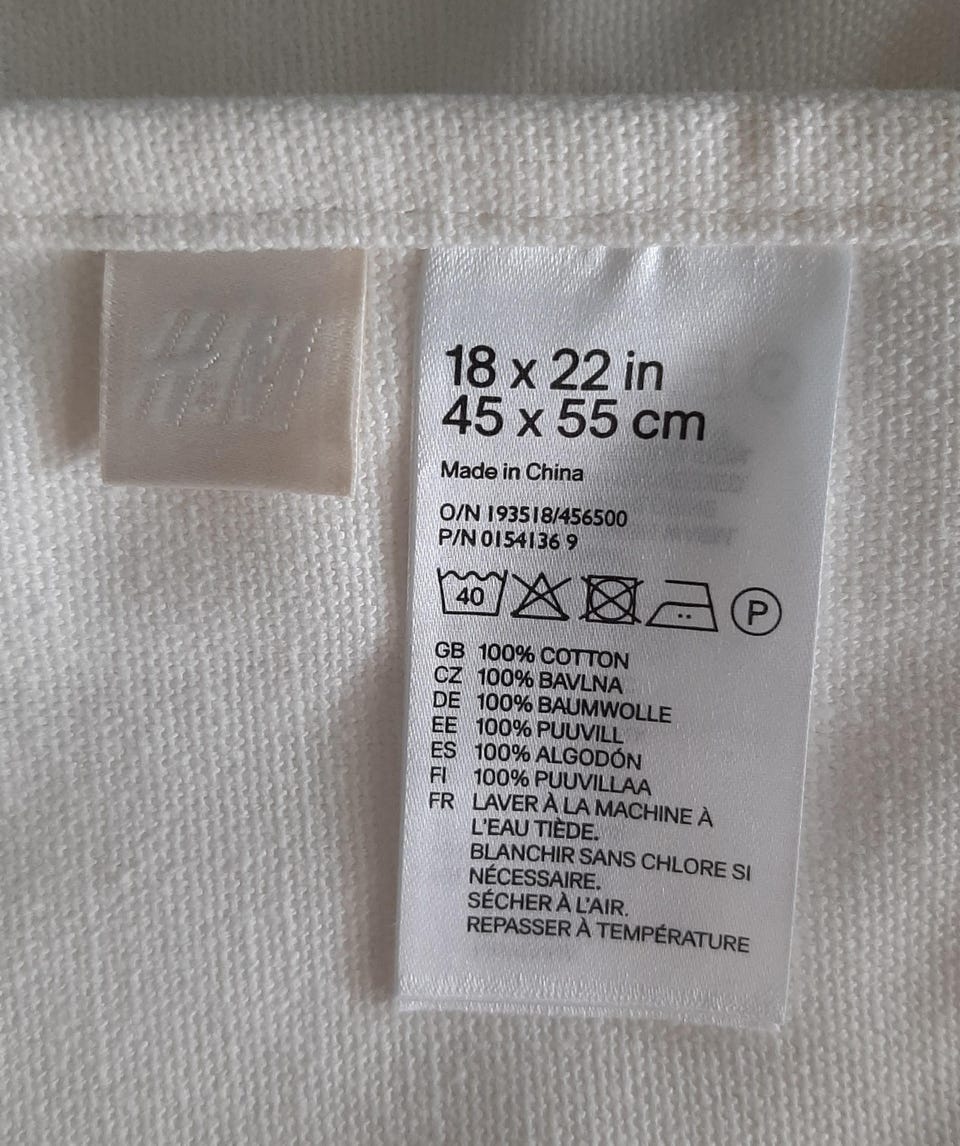 H&M
18 x 22 in
45 x 55 cm
Made in China
O/N 193518/456500
P/N 0154136 9
40
P
GB 100% COTTON
CZ 100% BAVLNA
DE 100% BAUMWOLLE
EE 100% PUUVILL
ES 100% ALGODÓN
FI 100% PUUVILLAA
FR LAVER À LA MACHINE À
L'EAU TIÈDE.
BLANCHIR SANS CHLORE SI
NÉCESSAIRE.
SÉCHER À L'AIR.
REPASSER À TEMPÉRATURE